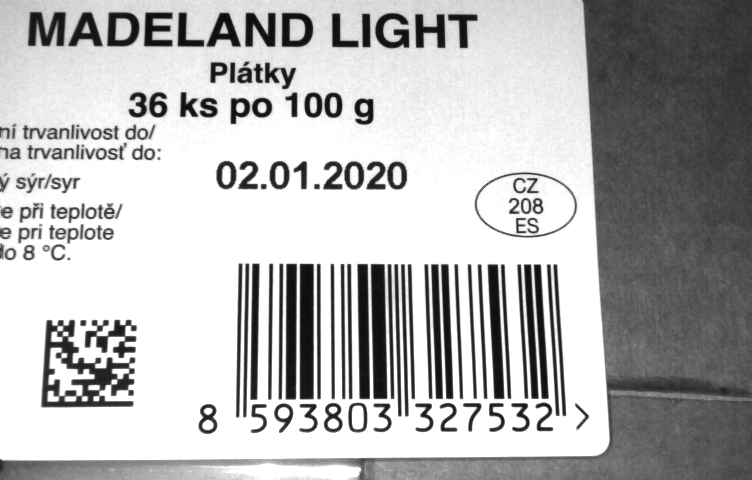 MADELAND LIGHT
Plátky
36 ks po 100 g
ní trvanlivost do/
na trvanlivosť do:
02.01.2020
ý sýr/syr
e při teplotě/
e pri teplote
do 8 °C.
CZ
208
ES
8 593803 327532 >